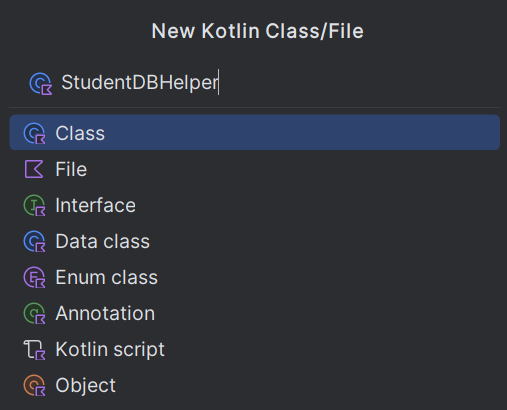 New Kotlin Class/File
StudentDBHelper
Class
File
Interface
Data class
Enum class
Annotation
Kotlin script
Object